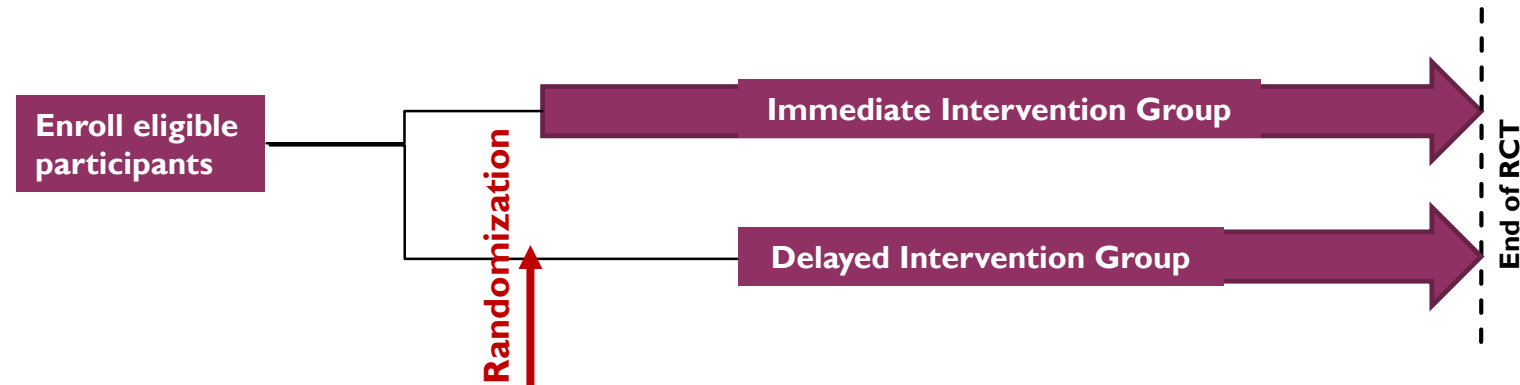 Enroll eligible
participants
Randomization
Immediate Intervention Group
Delayed Intervention Group
End of RCT